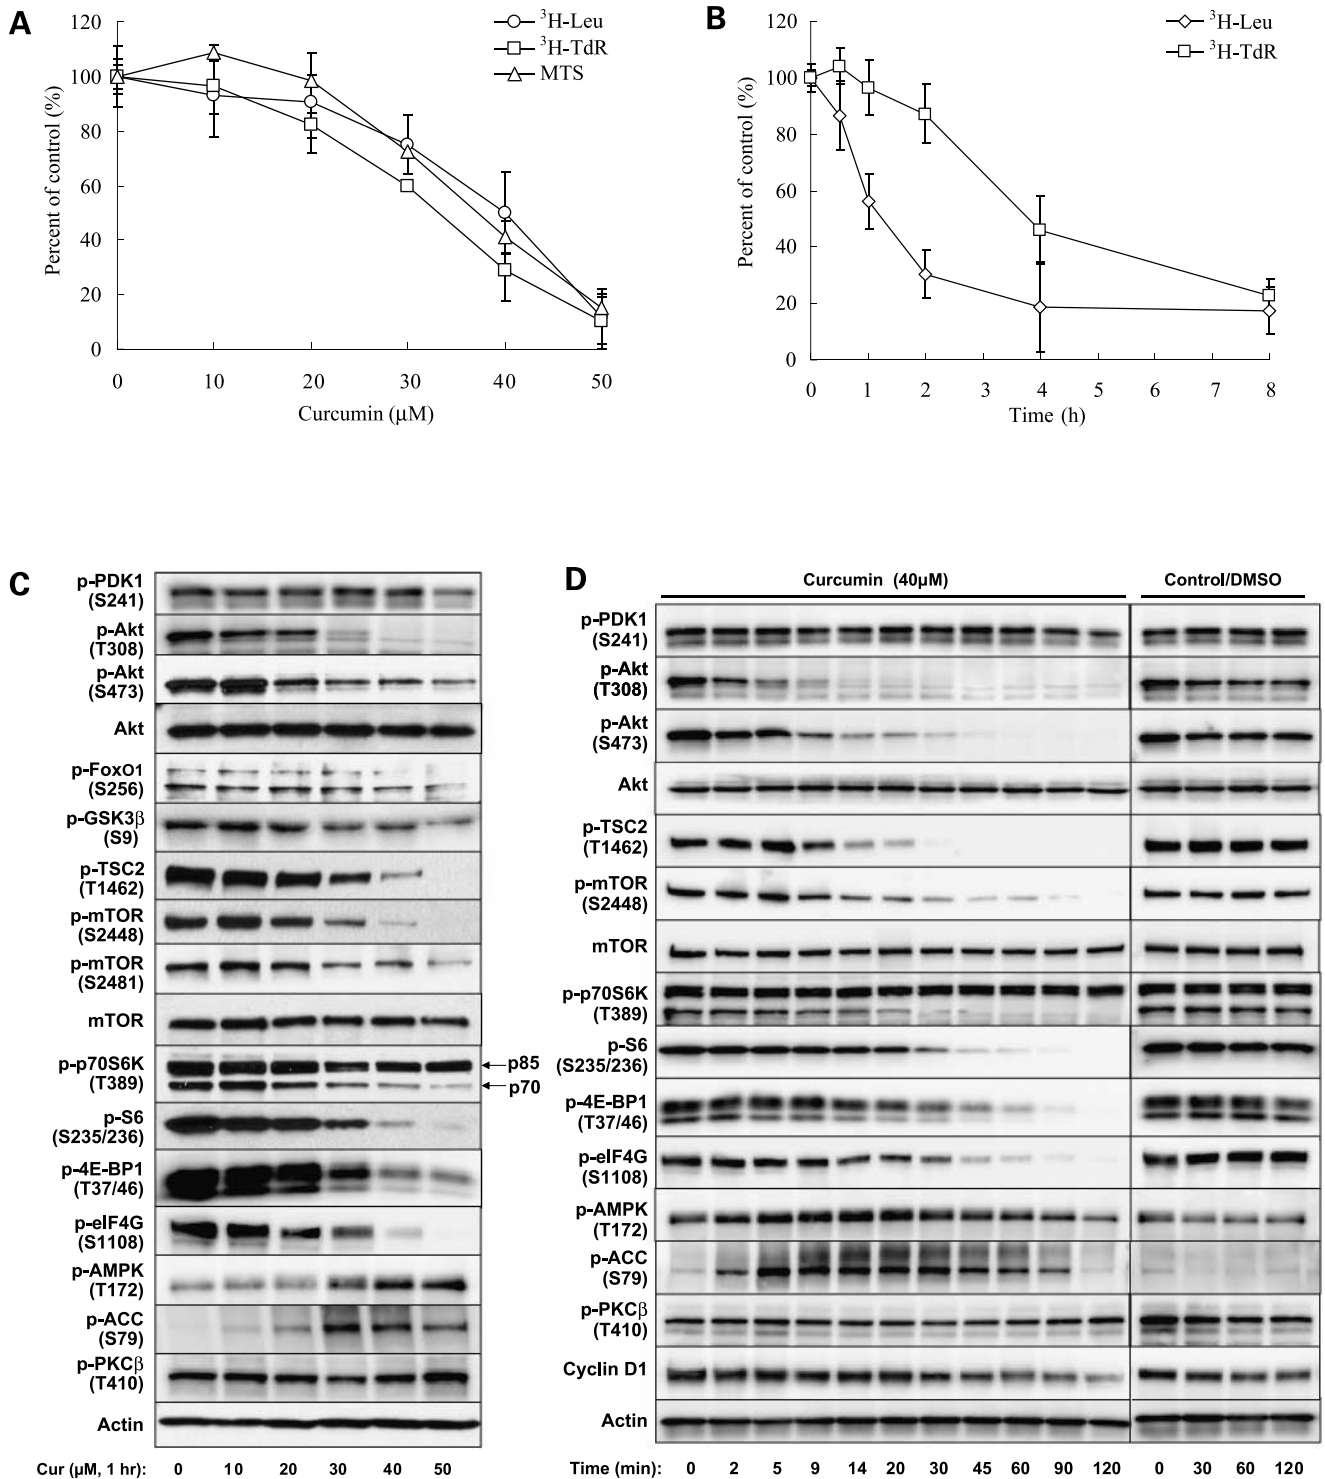 A
120
100
80
60
40
20
0
Percent of control (%)
0 10 20 30 40 50
Curcumin (µM)
³H-Leu
³H-TdR
MTS
B
120
100
80
60
40
20
0
Percent of control (%)
0 1 2 3 4 5 6 7 8
Time (h)
³H-Leu
³H-TdR
C
p-PDK1
(S241)
p-Akt
(T308)
p-Akt
(S473)
Akt
p-FoxO1
(S256)
p-GSK3β
(S9)
p-TSC2
(T1462)
p-mTOR
(S2448)
p-mTOR
(S2481)
mTOR
p-p70S6K
(T389)
p85
p70
p-S6
(S235/236)
p-4E-BP1
(T37/46)
p-eIF4G
(S1108)
p-AMPK
(T172)
p-ACC
(S79)
p-PKCβ
(T410)
Actin
Cur (µM, 1 hr): 0 10 20 30 40 50
D
Curcumin (40µM) Control/DMSO
p-PDK1
(S241)
p-Akt
(T308)
p-Akt
(S473)
Akt
p-TSC2
(T1462)
p-mTOR
(S2448)
mTOR
p-p70S6K
(T389)
p-S6
(S235/236)
p-4E-BP1
(T37/46)
p-eIF4G
(S1108)
p-AMPK
(T172)
p-ACC
(S79)
p-PKCβ
(T410)
Cyclin D1
Actin
Time (min): 0 2 5 9 14 20 30 45 60 90 120 0 30 60 120